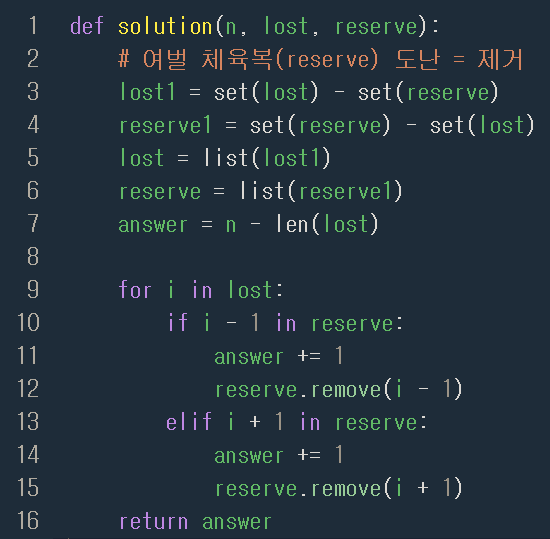 1 def solution(n, lost, reserve):
2     # 여벌 체육복(reserve) 도난 = 제거
3     lost1 = set(lost) - set(reserve)
4     reserve1 = set(reserve) - set(lost)
5     lost = list(lost1)
6     reserve = list(reserve1)
7     answer = n - len(lost)
8
9     for i in lost:
10         if i - 1 in reserve:
11             answer += 1
12             reserve.remove(i - 1)
13         elif i + 1 in reserve:
14             answer += 1
15             reserve.remove(i + 1)
16     return answer